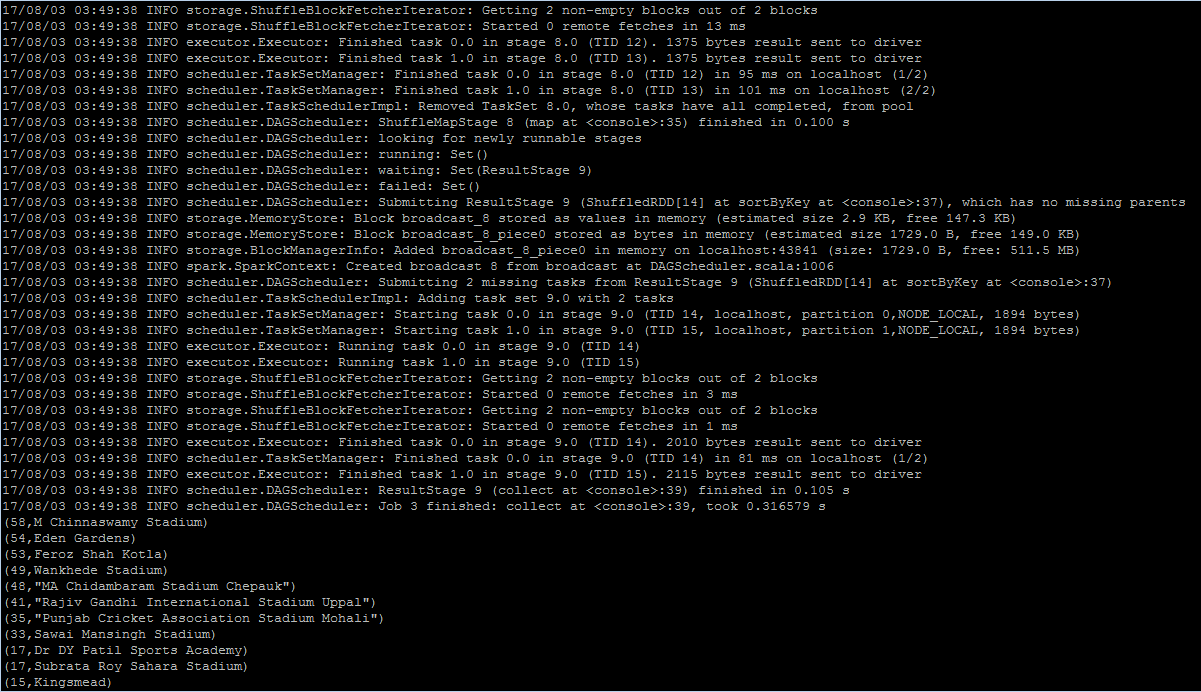 17/08/03 03:49:38 INFO storage.ShuffleBlockFetcherIterator: Getting 2 non-empty blocks out of 2 blocks
17/08/03 03:49:38 INFO storage.ShuffleBlockFetcherIterator: Started 0 remote fetches in 13 ms
17/08/03 03:49:38 INFO executor.Executor: Finished task 0.0 in stage 8.0 (TID 12). 1375 bytes result sent to driver
17/08/03 03:49:38 INFO executor.Executor: Finished task 1.0 in stage 8.0 (TID 13). 1375 bytes result sent to driver
17/08/03 03:49:38 INFO scheduler.TaskSetManager: Finished task 0.0 in stage 8.0 (TID 12) in 95 ms on localhost (1/2)
17/08/03 03:49:38 INFO scheduler.TaskSetManager: Finished task 1.0 in stage 8.0 (TID 13) in 101 ms on localhost (2/2)
17/08/03 03:49:38 INFO scheduler.TaskSchedulerImpl: Removed TaskSet 8.0, whose tasks have all completed, from pool
17/08/03 03:49:38 INFO scheduler.DAGScheduler: ShuffleMapStage 8 (map at <console>:35) finished in 0.100 s
17/08/03 03:49:38 INFO scheduler.DAGScheduler: looking for newly runnable stages
17/08/03 03:49:38 INFO scheduler.DAGScheduler: running: Set()
17/08/03 03:49:38 INFO scheduler.DAGScheduler: waiting: Set(ResultStage 9)
17/08/03 03:49:38 INFO scheduler.DAGScheduler: failed: Set()
17/08/03 03:49:38 INFO scheduler.DAGScheduler: Submitting ResultStage 9 (ShuffledRDD[14] at sortByKey at <console>:37), which has no missing parents
17/08/03 03:49:38 INFO storage.MemoryStore: Block broadcast_8 stored as values in memory (estimated size 2.9 KB, free 147.3 KB)
17/08/03 03:49:38 INFO storage.MemoryStore: Block broadcast_8_piece0 stored as bytes in memory (estimated size 1729.0 B, free 149.0 KB)
17/08/03 03:49:38 INFO storage.BlockManagerInfo: Added broadcast_8_piece0 in memory on localhost:43841 (size: 1729.0 B, free: 511.5 MB)
17/08/03 03:49:38 INFO spark.SparkContext: Created broadcast 8 from broadcast at DAGScheduler.scala:1006
17/08/03 03:49:38 INFO scheduler.DAGScheduler: Submitting 2 missing tasks from ResultStage 9 (ShuffledRDD[14] at sortByKey at <console>:37)
17/08/03 03:49:38 INFO scheduler.TaskSchedulerImpl: Adding task set 9.0 with 2 tasks
17/08/03 03:49:38 INFO scheduler.TaskSetManager: Starting task 0.0 in stage 9.0 (TID 14, localhost, partition 0,NODE_LOCAL, 1894 bytes)
17/08/03 03:49:38 INFO scheduler.TaskSetManager: Starting task 1.0 in stage 9.0 (TID 15, localhost, partition 1,NODE_LOCAL, 1894 bytes)
17/08/03 03:49:38 INFO executor.Executor: Running task 0.0 in stage 9.0 (TID 14)
17/08/03 03:49:38 INFO executor.Executor: Running task 1.0 in stage 9.0 (TID 15)
17/08/03 03:49:38 INFO storage.ShuffleBlockFetcherIterator: Getting 2 non-empty blocks out of 2 blocks
17/08/03 03:49:38 INFO storage.ShuffleBlockFetcherIterator: Started 0 remote fetches in 3 ms
17/08/03 03:49:38 INFO storage.ShuffleBlockFetcherIterator: Getting 2 non-empty blocks out of 2 blocks
17/08/03 03:49:38 INFO storage.ShuffleBlockFetcherIterator: Started 0 remote fetches in 1 ms
17/08/03 03:49:38 INFO executor.Executor: Finished task 0.0 in stage 9.0 (TID 14). 2010 bytes result sent to driver
17/08/03 03:49:38 INFO scheduler.TaskSetManager: Finished task 0.0 in stage 9.0 (TID 14) in 81 ms on localhost (1/2)
17/08/03 03:49:38 INFO executor.Executor: Finished task 1.0 in stage 9.0 (TID 15). 2115 bytes result sent to driver
17/08/03 03:49:38 INFO scheduler.DAGScheduler: ResultStage 9 (collect at <console>:39) finished in 0.105 s
17/08/03 03:49:38 INFO scheduler.DAGScheduler: Job 3 finished: collect at <console>:39, took 0.316579 s
(58,M Chinnaswamy Stadium)
(54,Eden Gardens)
(53,Feroz Shah Kotla)
(49,Wankhede Stadium)
(48,"MA Chidambaram Stadium Chepauk")
(41,"Rajiv Gandhi International Stadium Uppal")
(35,"Punjab Cricket Association Stadium Mohali")
(33,Sawai Mansingh Stadium)
(17,Dr DY Patil Sports Academy)
(17,Subrata Roy Sahara Stadium)
(15,Kingsmead)